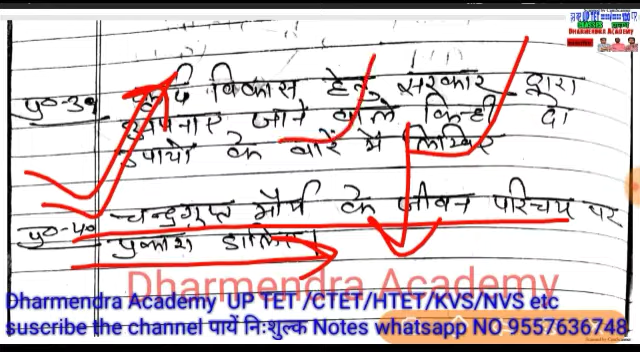 प्र०-39 कृषि विकास हेतु सरकार द्वारा
अपनाए जाने वाले किन्ही दो
उपायो के बारे में लिखिए
प्र०-40 चन्द्रगुप्त मौर्य के जीवन परिचय पर
प्रकाश डालिए।
Dharmendra Academy
Dharmendra Academy UP TET /CTET/HTET/KVS/NVS etc
suscribe the channel पायें निःशुल्क Notes whatsapp NO 9557636748